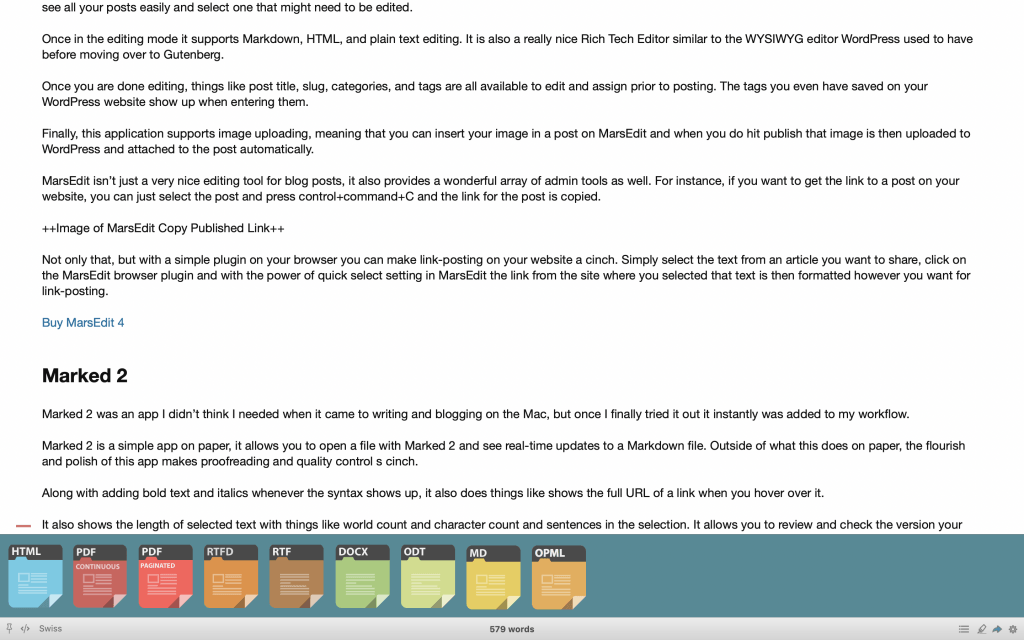 see all your posts easily and select one that might need to be edited.
Once in the editing mode it supports Markdown, HTML, and plain text editing. It is also a really nice Rich Tech Editor similar to the WYSIWYG editor WordPress used to have
before moving over to Gutenberg.
Once you are done editing, things like post title, slug, categories, and tags are all available to edit and assign prior to posting. The tags you even have saved on your
WordPress website show up when entering them.
Finally, this application supports image uploading, meaning that you can insert your image in a post on MarsEdit and when you do hit publish that image is then uploaded to
WordPress and attached to the post automatically.
MarsEdit isn’t just a very nice editing tool for blog posts, it also provides a wonderful array of admin tools as well. For instance, if you want to get the link to a post on your
website, you can just select the post and press control+command+C and the link for the post is copied.
++Image of MarsEdit Copy Published Link++
Not only that, but with a simple plugin on your browser you can make link-posting on your website a cinch. Simply select the text from an article you want to share, click on
the MarsEdit browser plugin and with the power of quick select setting in MarsEdit the link from the site where you selected that text is then formatted however you want for
link-posting.
Buy MarsEdit 4
Marked 2
Marked 2 was an app I didn’t think I needed when it came to writing and blogging on the Mac, but once I finally tried it out it instantly was added to my workflow.
Marked 2 is a simple app on paper, it allows you to open a file with Marked 2 and see real-time updates to a Markdown file. Outside of what this does on paper, the flourish
and polish of this app makes proofreading and quality control s cinch.
Along with adding bold text and italics whenever the syntax shows up, it also does things like shows the full URL of a link when you hover over it.
It also shows the length of selected text with things like world count and character count and sentences in the selection. It allows you to review and check the version your
HTML PDF PDF RTFD RTF DOCX ODT MD OPML
CONTINUOUS PAGINATED
Swiss 579 words